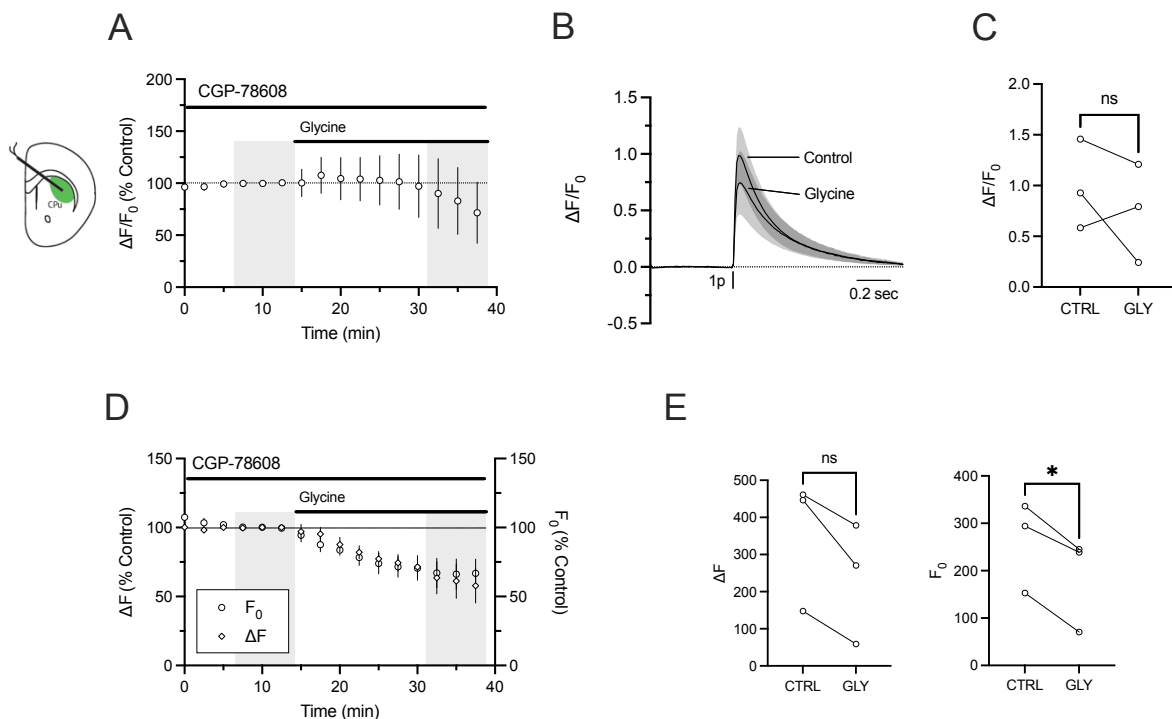 A
B
C
200
150
100
50
0
ΔF/F0 (% Control)
CGP-78608
Glycine
0
10
20
30
40
Time (min)
CPu
1.5
1.0
0.5
0.0
-0.5
ΔF/F0
Control
Glycine
1p
0.2 sec
2.0
1.5
1.0
0.5
0.0
ΔF/F0
ns
CTRL GLY
D
E
150
100
50
0
ΔF (% Control)
CGP-78608
Glycine
F0
ΔF
150
100
50
0
F0 (% Control)
0
10
20
30
40
Time (min)
500
400
300
200
100
0
ΔF
ns
CTRL GLY
400
300
200
100
0
F0
*
CTRL GLY